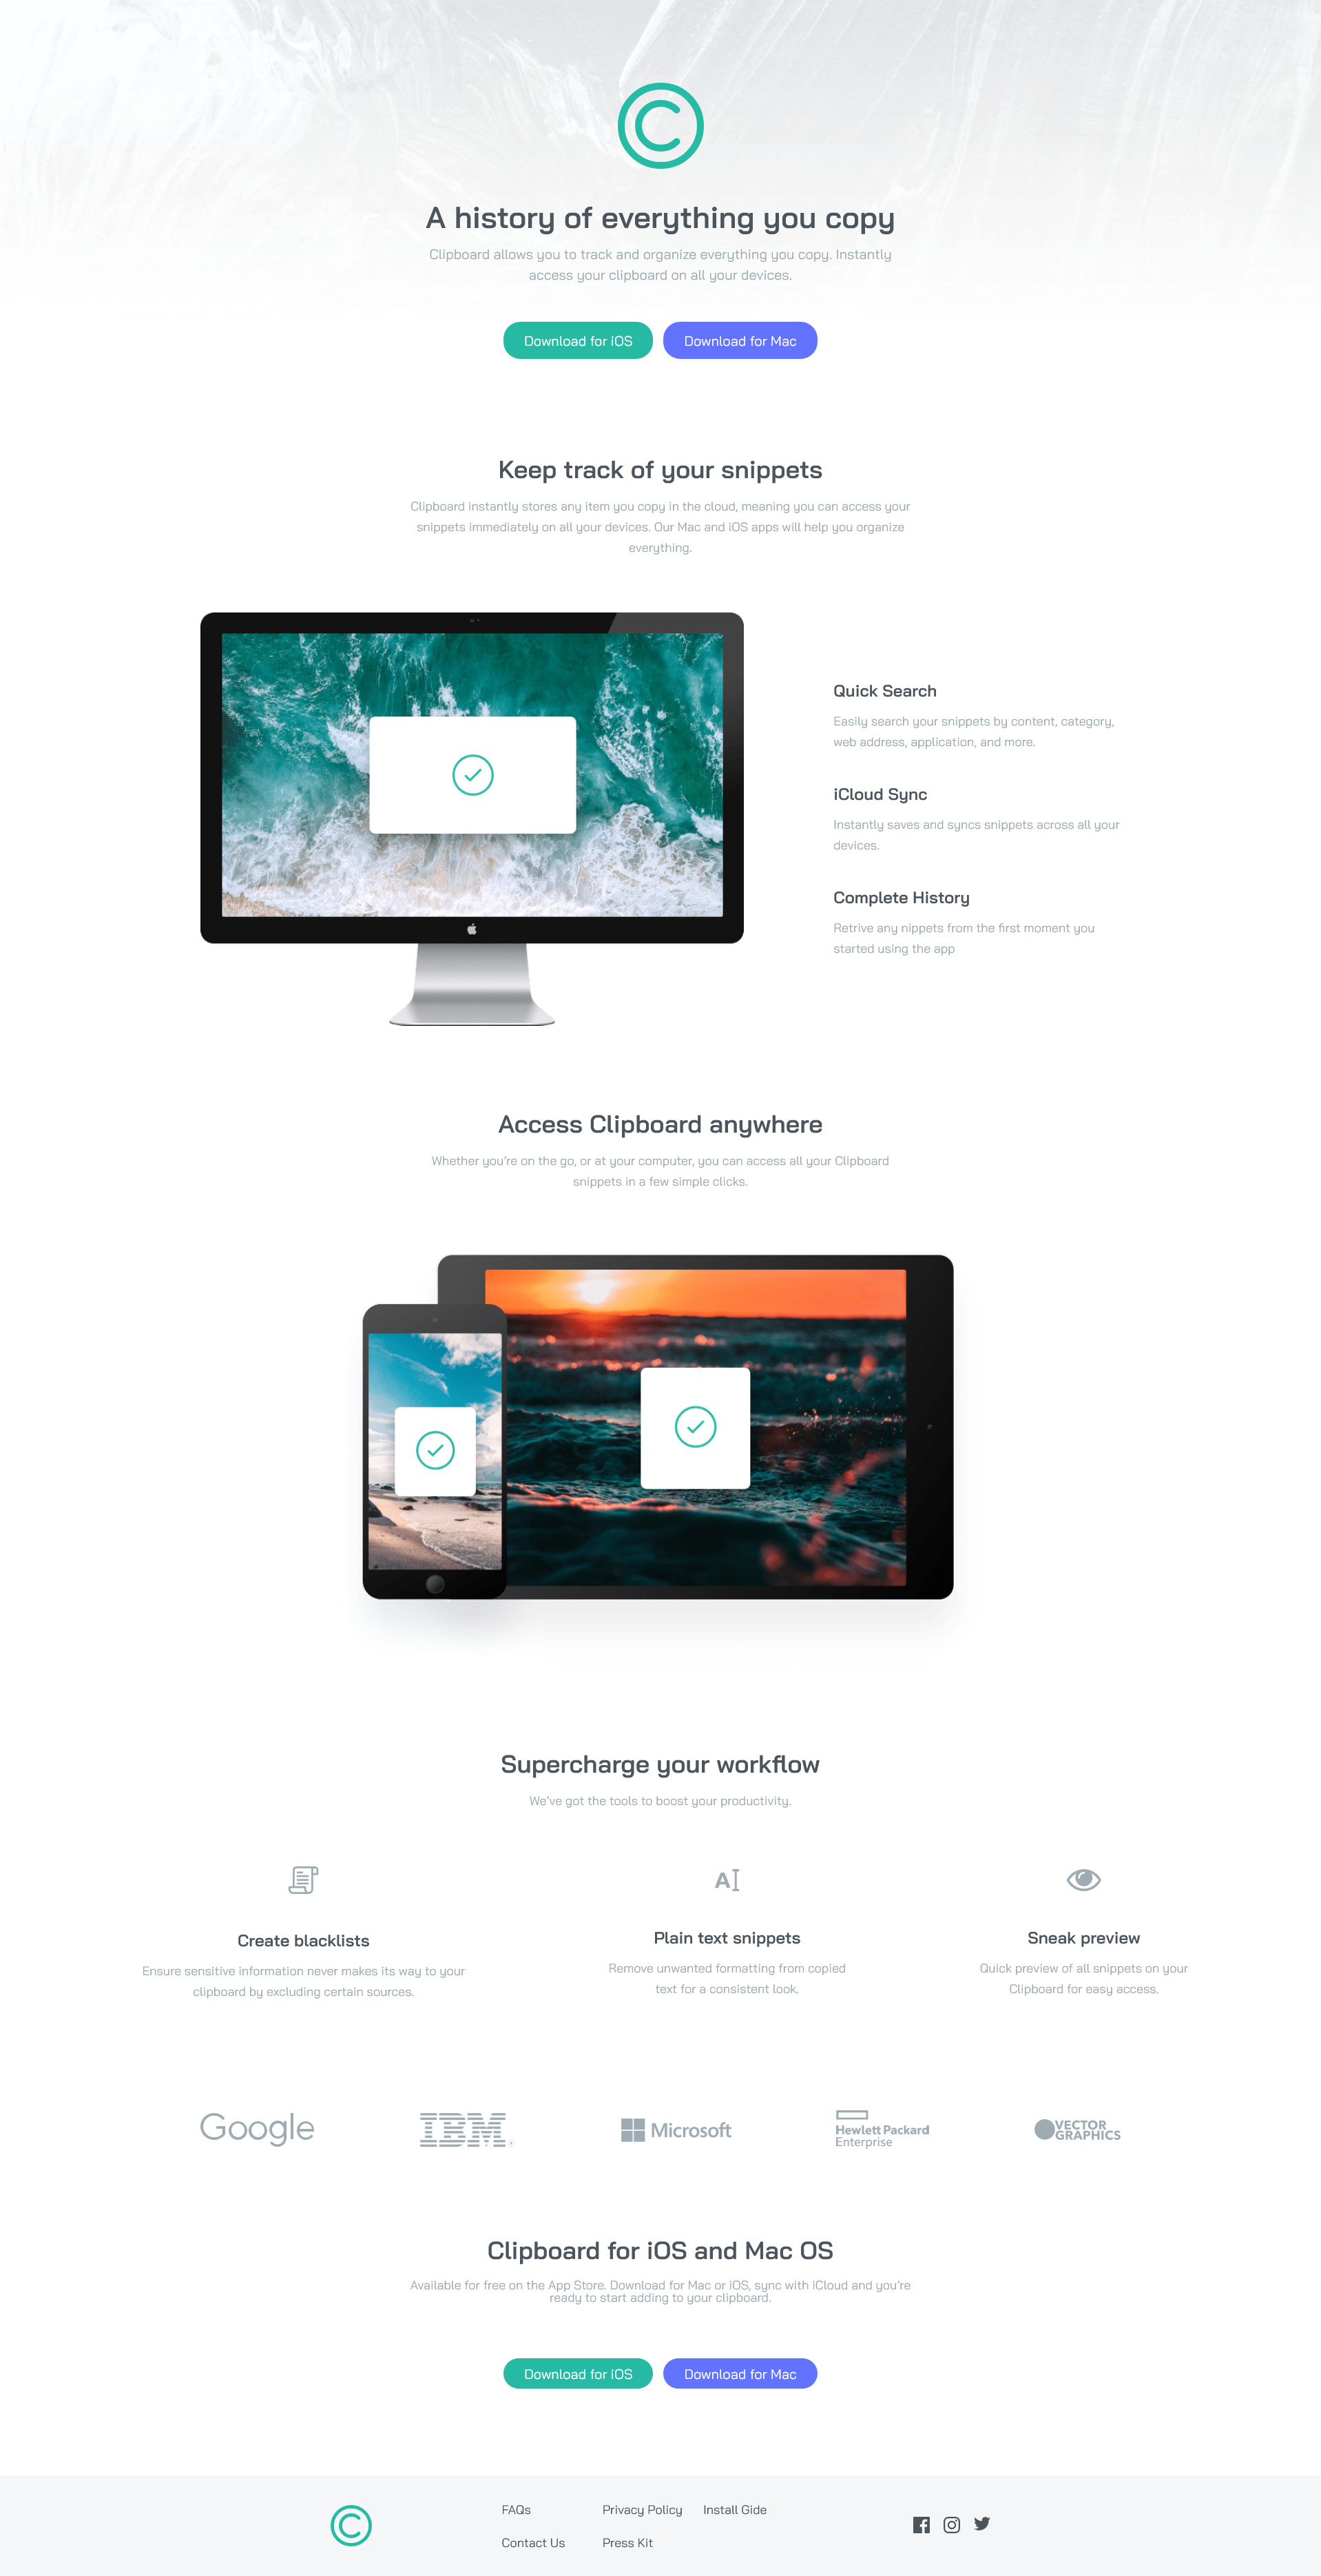 A history of everything you copy
Clipboard allows you to track and organize everything you copy. Instantly
access your clipboard on all your devices.
Download for iOS
Download for Mac
Keep track of your snippets
Clipboard instantly stores any item you copy in the cloud, meaning you can access your
snippets immediately on all your devices. Our Mac and iOS apps will help you organize
everything.
Quick Search
Easily search your snippets by content, category,
web address, application, and more.
iCloud Sync
Instantly saves and syncs snippets across all your
devices.
Complete History
Retrive any nippets from the first moment you
started using the app
Access Clipboard anywhere
Whether you're on the go, or at your computer, you can access all your Clipboard
snippets in a few simple clicks.
Supercharge your workflow
We've got the tools to boost your productivity.
Create blacklists
Ensure sensitive information never makes its way to your
clipboard by excluding certain sources.
Plain text snippets
Remove unwanted formatting from copied
text for a consistent look.
Sneak preview
Quick preview of all snippets on your
Clipboard for easy access.
Google
IBM
Microsoft
Hewlett Packard
Enterprise
VECTOR
GRAPHICS
Clipboard for iOS and Mac OS
Available for free on the App Store. Download for Mac or iOS, sync with iCloud and you're
ready to start adding to your clipboard.
Download for iOS
Download for Mac
FAQs
Privacy Policy
Install Gide
Contact Us
Press Kit